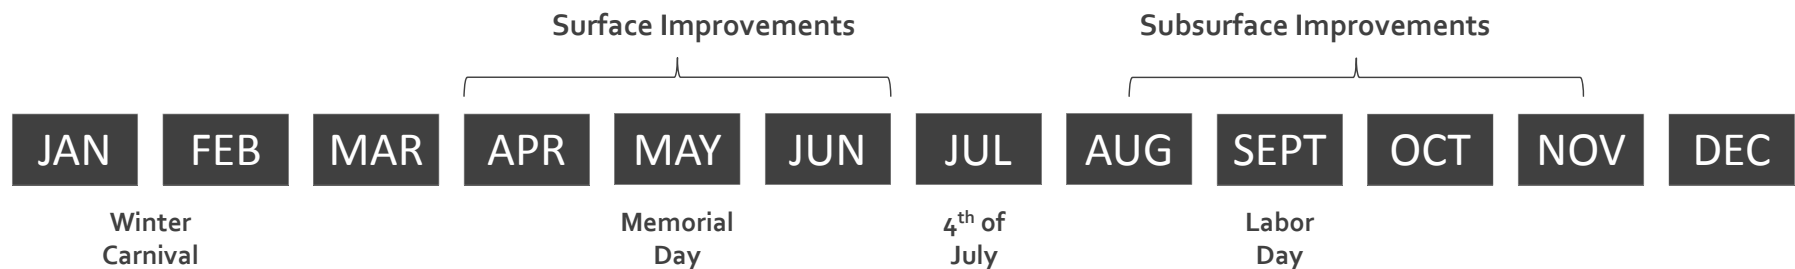 Surface Improvements Subsurface Improvements
JAN FEB MAR APR MAY JUN JUL AUG SEPT OCT NOV DEC
Winter Carnival
Memorial Day
4th of July
Labor Day